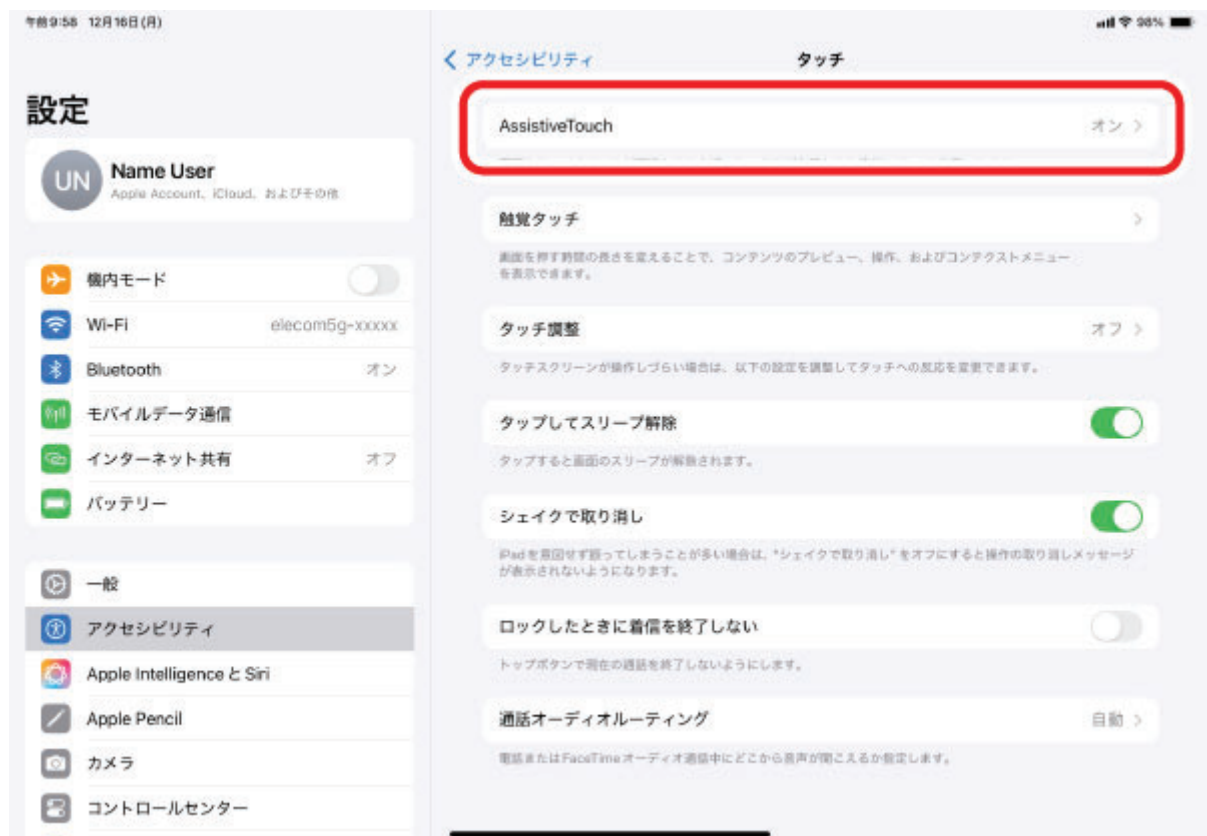 午前9:58 12月16日(月)
98%
設定
UN
Name User
Apple Account、iCloud、およびその他
機内モード
Wi-Fi elecom5g-xxxxx
Bluetooth オン
モバイルデータ通信
インターネット共有 オフ
バッテリー
一般
アクセシビリティ
Apple IntelligenceとSiri
Apple Pencil
カメラ
コントロールセンター
アクセシビリティ
タッチ
AssistiveTouch オン
触覚タッチ
画面を押す時間の長さを変えることで、コンテンツのプレビュー、操作、およびコンテクストメニュー
を表示できます。
タッチ調整 オフ
タッチスクリーンが操作しづらい場合は、以下の設定を調整してタッチへの反応を変更できます。
タップしてスリープ解除
タップすると画面のスリープが解除されます。
シェイクで取り消し
iPadを意図せず振ってしまうことが多い場合は、"シェイクで取り消し"をオフにすると操作の取り消しメッセージ
が表示されないようになります。
ロックしたときに着信を終了しない
トップボタンで現在の通話を終了しないようにします。
通話オーディオルーティング 自動
電話またはFaceTimeオーディオ通話中にどこから音声が聞こえるか指定します。